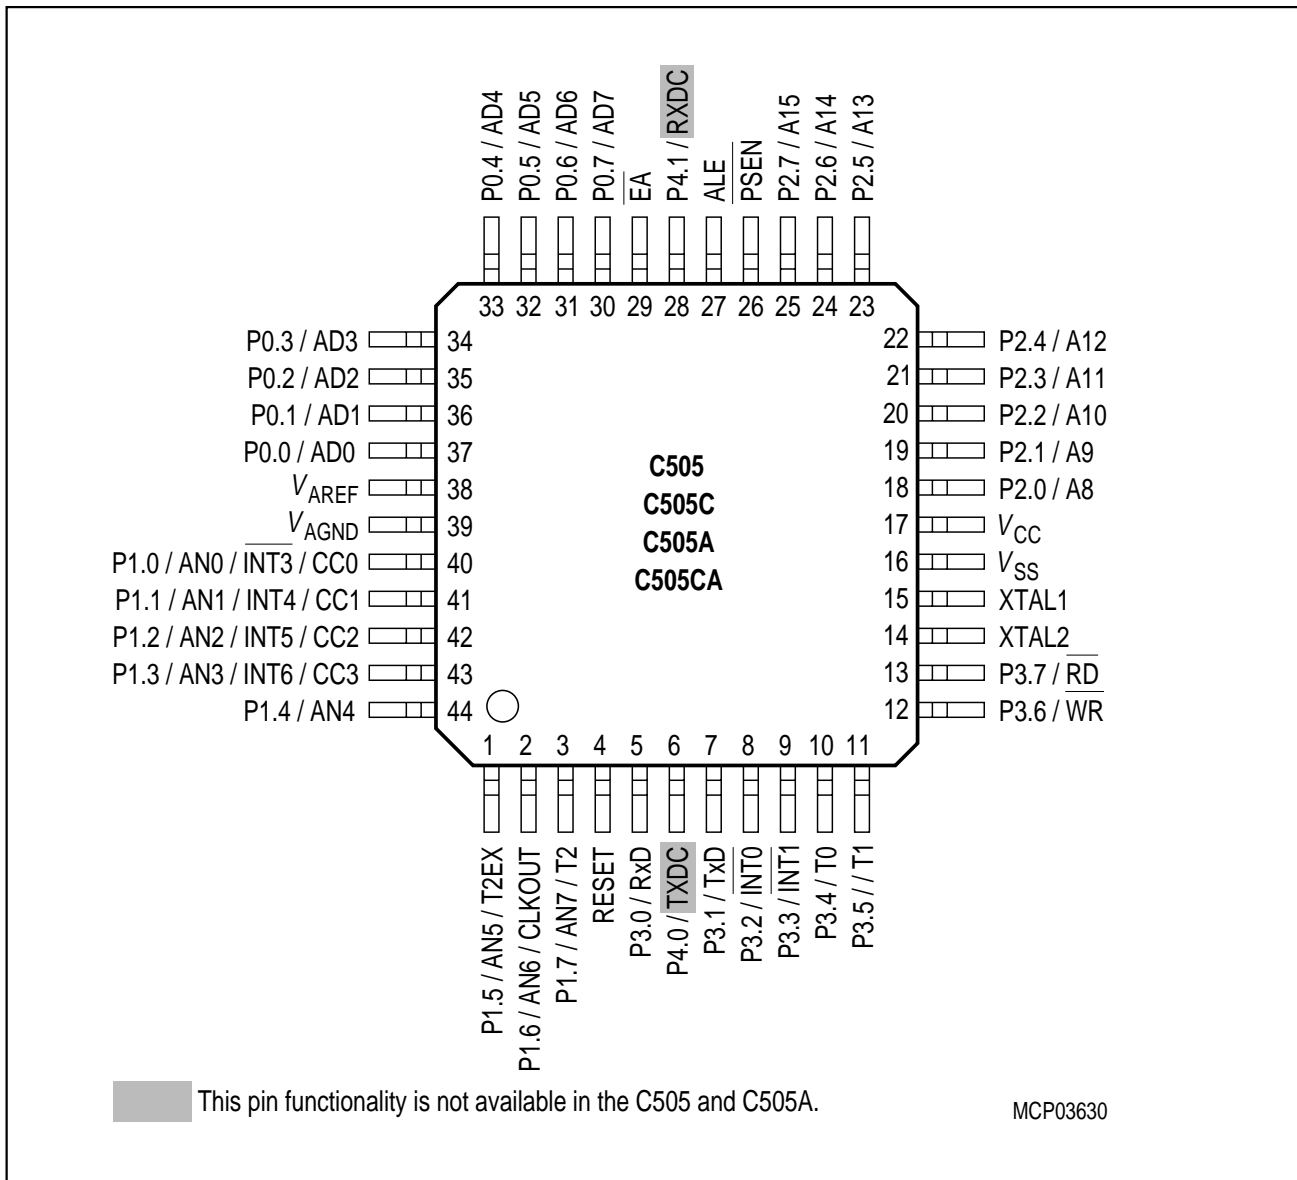 P0.4 / AD4
P0.5 / AD5
P0.6 / AD6
P0.7 / AD7
E̅A̅
P4.1 / RXDC
ALE
P̅S̅E̅N̅
P2.7 / A15
P2.6 / A14
P2.5 / A13
33 32 31 30 29 28 27 26 25 24 23
P0.3 / AD3 34
P0.2 / AD2 35
P0.1 / AD1 36
P0.0 / AD0 37
VAREF 38
VAGND 39
P1.0 / AN0 / I̅N̅T̅3̅ / CC0 40
P1.1 / AN1 / INT4 / CC1 41
P1.2 / AN2 / INT5 / CC2 42
P1.3 / AN3 / INT6 / CC3 43
P1.4 / AN4 44
C505
C505C
C505A
C505CA
22 P2.4 / A12
21 P2.3 / A11
20 P2.2 / A10
19 P2.1 / A9
18 P2.0 / A8
17 VCC
16 VSS
15 XTAL1
14 XTAL2
13 P3.7 / R̅D̅
12 P3.6 / W̅R̅
1 2 3 4 5 6 7 8 9 10 11
P1.5 / AN5 / T2EX
P1.6 / AN6 / CLKOUT
P1.7 / AN7 / T2
RESET
P3.0 / RxD
P4.0 / TXDC
P3.1 / TxD
P3.2 / I̅N̅T̅0̅
P3.3 / I̅N̅T̅1̅
P3.4 / T0
P3.5 / / T1
This pin functionality is not available in the C505 and C505A.
MCP03630